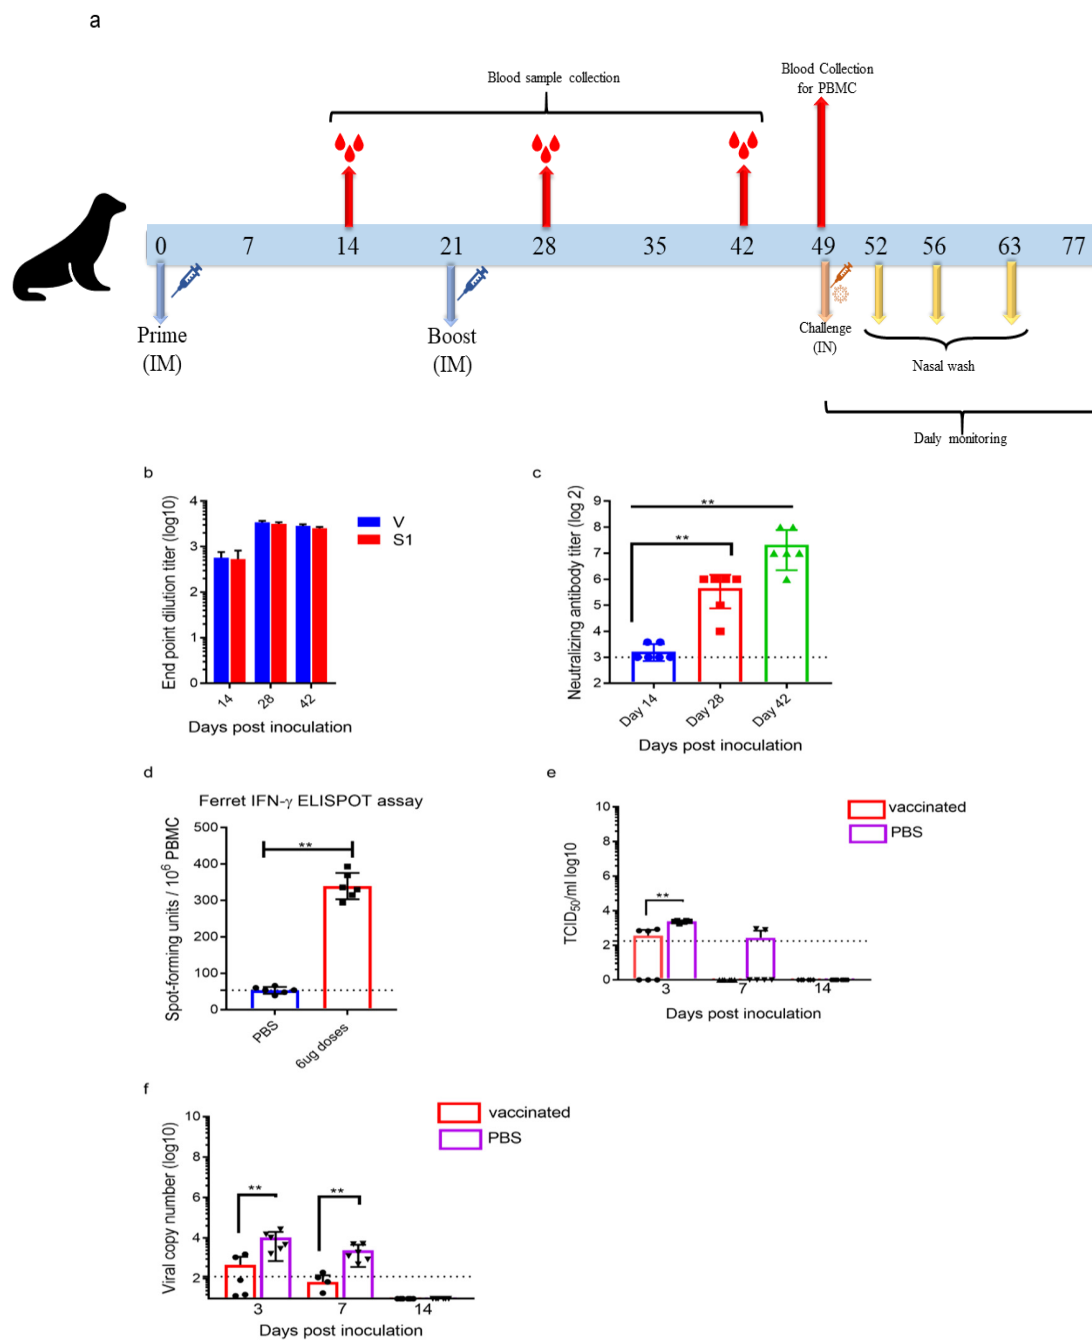 a
Blood sample collection
Blood Collection
for PBMC
0 7 14 21 28 35 42 49 52 56 63 77
Prime
(IM)
Boost
(IM)
Challenge
(IN)
Nasal wash
Daily monitoring
b
End point dilution titer (log10)
4
3
2
1
0
14 28 42
Days post inoculation
V
S1
c
Neutralizing antibody titer (log 2)
9
8
7
6
5
4
3
2
**
**
Day 14 Day 28 Day 42
Days post inoculation
d
Ferret IFN-γ ELISPOT assay
Spot-forming units / 10⁶ PBMC
500
400
300
200
100
0
**
PBS 6ug doses
e
TCID₅₀/ml log10
10
8
6
4
2
0
**
3 7 14
Days post inoculation
vaccinated
PBS
f
Viral copy number (log10)
10
8
6
4
2
** **
3 7 14
Days post inoculation
vaccinated
PBS